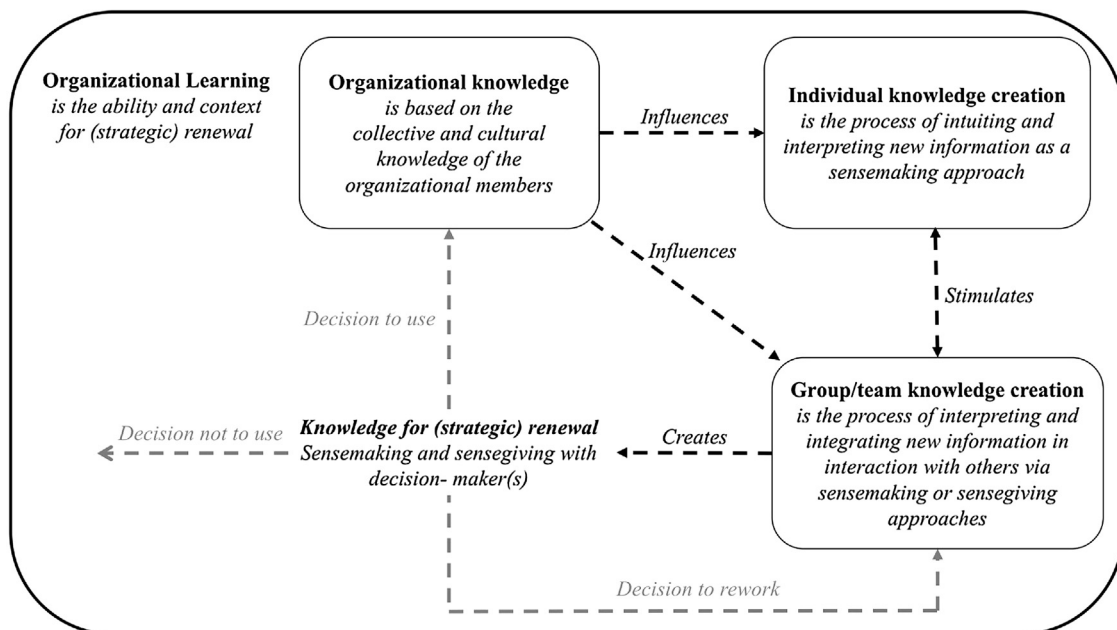 Organizational Learning
is the ability and context
for (strategic) renewal
Organizational knowledge
is based on the
collective and cultural
knowledge of the
organizational members
Influences
Individual knowledge creation
is the process of intuiting and
interpreting new information as a
sensemaking approach
Influences
Stimulates
Decision to use
Group/team knowledge creation
is the process of interpreting and
integrating new information in
interaction with others via
sensemaking or sensegiving
approaches
Creates
Knowledge for (strategic) renewal
Sensemaking and sensegiving with
decision- maker(s)
Decision not to use
Decision to rework